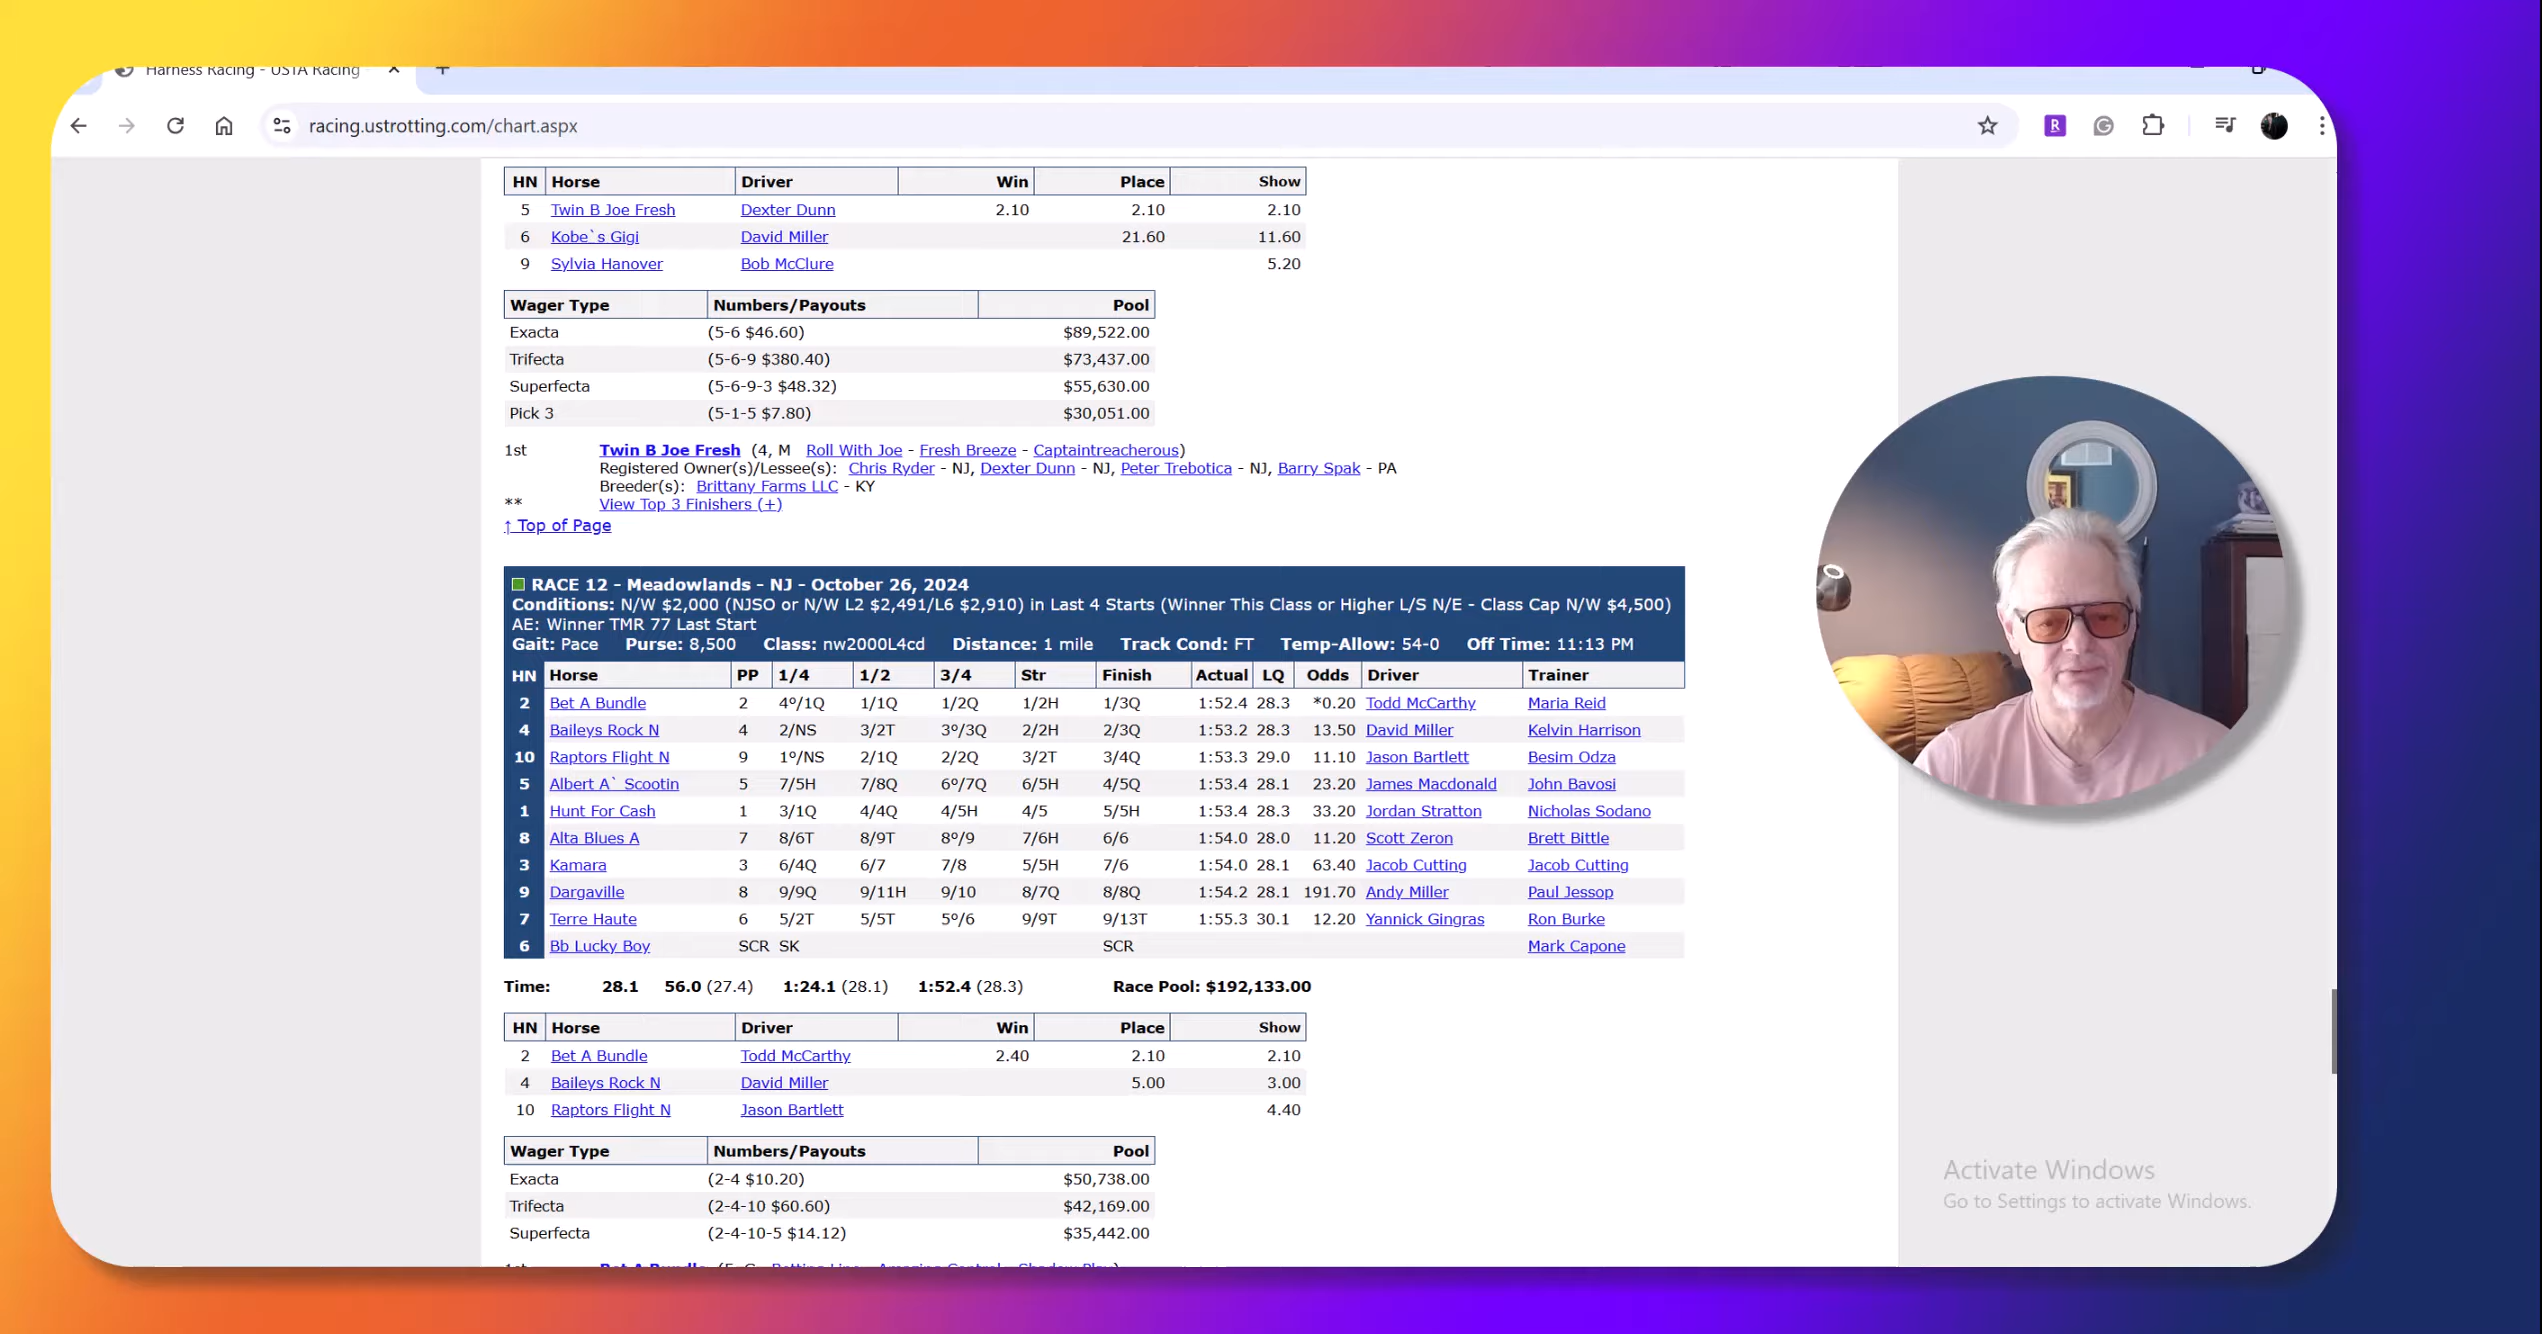 Harness Racing - USTA Racing
racing.ustrotting.com/chart.aspx
R
HN Horse Driver Win Place Show
5 Twin B Joe Fresh Dexter Dunn 2.10 2.10 2.10
6 Kobe`s Gigi David Miller 21.60 11.60
9 Sylvia Hanover Bob McClure 5.20
Wager Type Numbers/Payouts Pool
Exacta (5-6 $46.60) $89,522.00
Trifecta (5-6-9 $380.40) $73,437.00
Superfecta (5-6-9-3 $48.32) $55,630.00
Pick 3 (5-1-5 $7.80) $30,051.00
1st Twin B Joe Fresh (4, M Roll With Joe - Fresh Breeze - Captaintreacherous)
Registered Owner(s)/Lessee(s): Chris Ryder - NJ, Dexter Dunn - NJ, Peter Trebotica - NJ, Barry Spak - PA
Breeder(s): Brittany Farms LLC - KY
** View Top 3 Finishers (+)
↑ Top of Page
RACE 12 - Meadowlands - NJ - October 26, 2024
Conditions: N/W $2,000 (NJSO or N/W L2 $2,491/L6 $2,910) in Last 4 Starts (Winner This Class or Higher L/S N/E - Class Cap N/W $4,500)
AE: Winner TMR 77 Last Start
Gait: Pace Purse: 8,500 Class: nw2000L4cd Distance: 1 mile Track Cond: FT Temp-Allow: 54-0 Off Time: 11:13 PM
HN Horse PP 1/4 1/2 3/4 Str Finish Actual LQ Odds Driver Trainer
2 Bet A Bundle 2 4º/1Q 1/1Q 1/2Q 1/2H 1/3Q 1:52.4 28.3 *0.20 Todd McCarthy Maria Reid
4 Baileys Rock N 4 2/NS 3/2T 3º/3Q 2/2H 2/3Q 1:53.2 28.3 13.50 David Miller Kelvin Harrison
10 Raptors Flight N 9 1º/NS 2/1Q 2/2Q 3/2T 3/4Q 1:53.3 29.0 11.10 Jason Bartlett Besim Odza
5 Albert A` Scootin 5 7/5H 7/8Q 6º/7Q 6/5H 4/5Q 1:53.4 28.1 23.20 James Macdonald John Bavosi
1 Hunt For Cash 1 3/1Q 4/4Q 4/5H 4/5 5/5H 1:53.4 28.3 33.20 Jordan Stratton Nicholas Sodano
8 Alta Blues A 7 8/6T 8/9T 8º/9 7/6H 6/6 1:54.0 28.0 11.20 Scott Zeron Brett Bittle
3 Kamara 3 6/4Q 6/7 7/8 5/5H 7/6 1:54.0 28.1 63.40 Jacob Cutting Jacob Cutting
9 Dargaville 8 9/9Q 9/11H 9/10 8/7Q 8/8Q 1:54.2 28.1 191.70 Andy Miller Paul Jessop
7 Terre Haute 6 5/2T 5/5T 5º/6 9/9T 9/13T 1:55.3 30.1 12.20 Yannick Gingras Ron Burke
6 Bb Lucky Boy SCR SK SCR Mark Capone
Time: 28.1 56.0 (27.4) 1:24.1 (28.1) 1:52.4 (28.3) Race Pool: $192,133.00
HN Horse Driver Win Place Show
2 Bet A Bundle Todd McCarthy 2.40 2.10 2.10
4 Baileys Rock N David Miller 5.00 3.00
10 Raptors Flight N Jason Bartlett 4.40
Wager Type Numbers/Payouts Pool
Exacta (2-4 $10.20) $50,738.00
Trifecta (2-4-10 $60.60) $42,169.00
Superfecta (2-4-10-5 $14.12) $35,442.00
Activate Windows
Go to Settings to activate Windows.